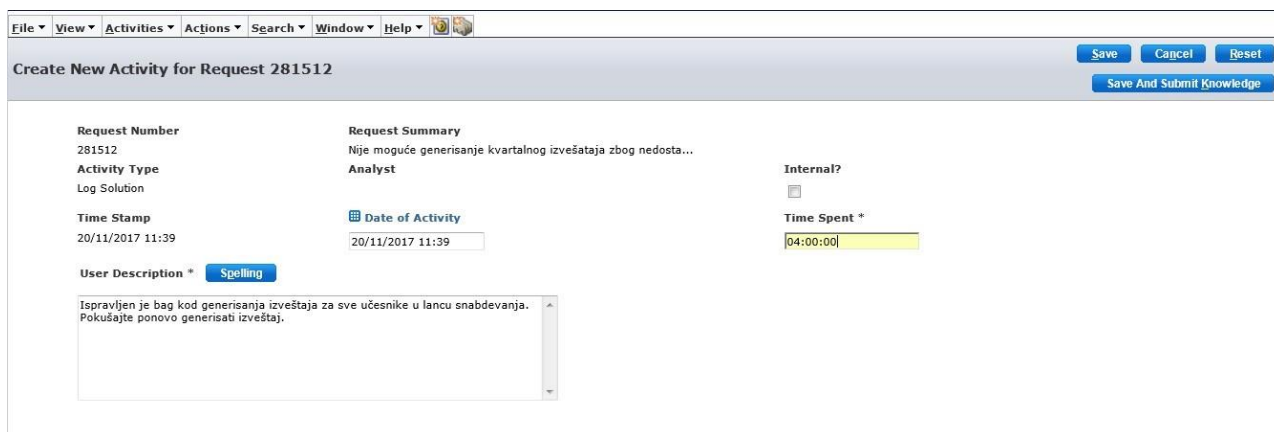 File View Activities Actions Search Window Help
Save Cancel Reset
Create New Activity for Request 281512
Save And Submit Knowledge
Request Number Request Summary
281512 Nije moguće generisanje kvartalnog izvešataja zbog nedosta...
Activity Type Analyst Internal?
Log Solution
Time Stamp Date of Activity Time Spent *
20/11/2017 11:39 20/11/2017 11:39 04:00:00
User Description * Spelling
Ispravljen je bag kod generisanja izveštaja za sve učesnike u lancu snabdevanja.
Pokušajte ponovo generisati izveštaj.